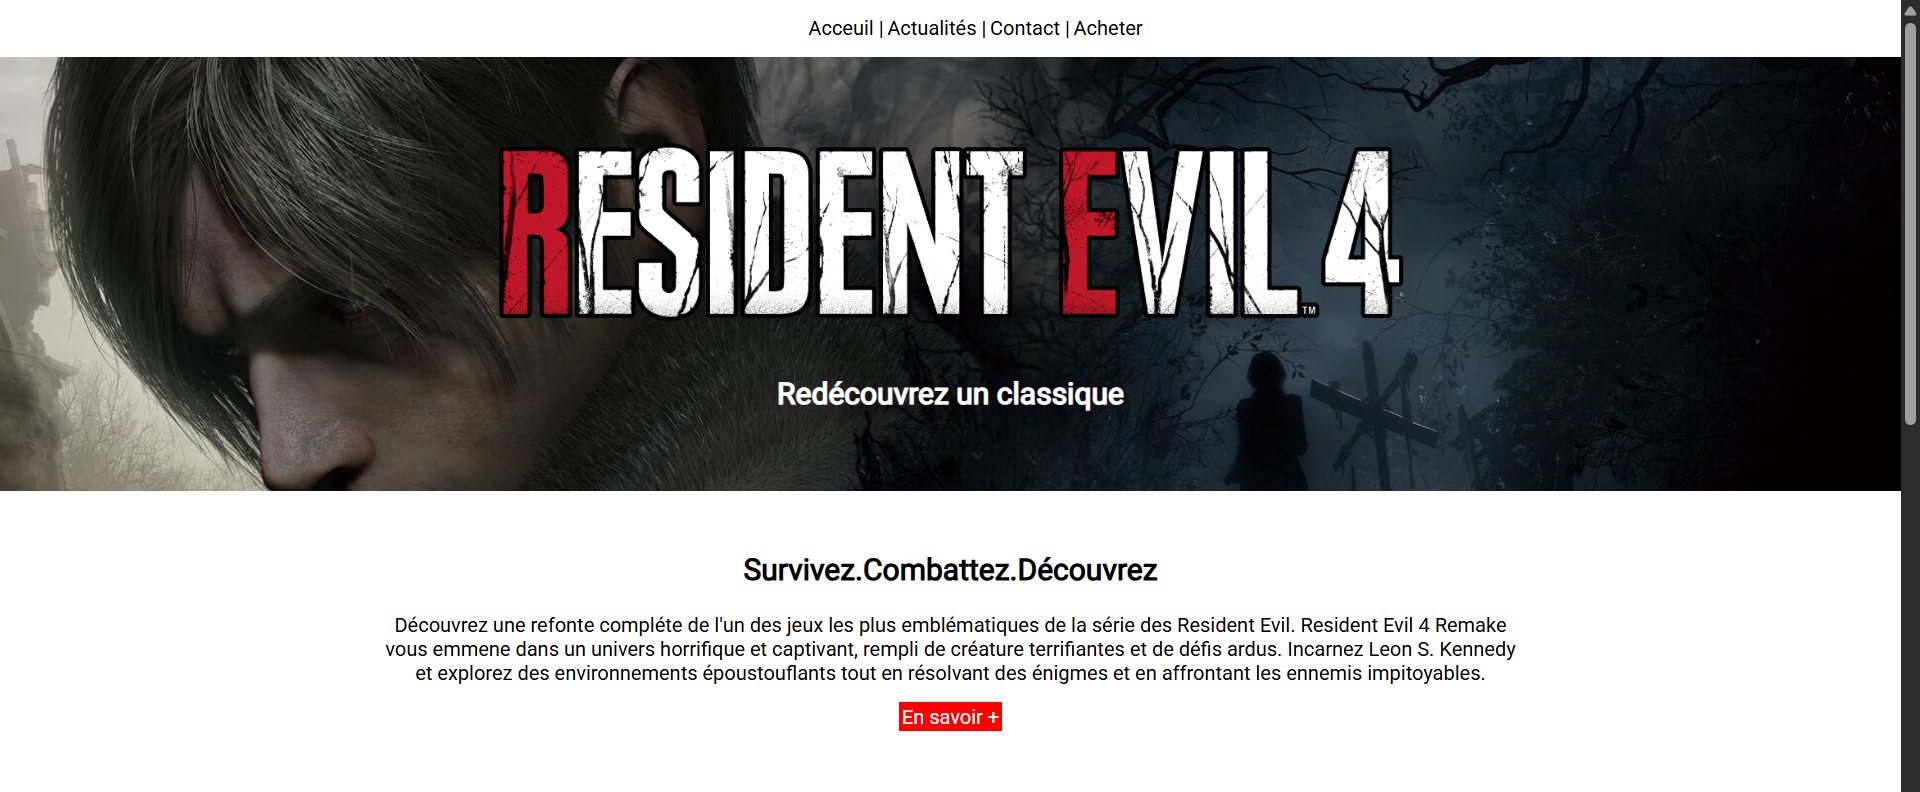 Acceuil | Actualités | Contact | Acheter
RESIDENT EVIL 4 ™
Redécouvrez un classique
Survivez.Combattez.Découvrez
Découvrez une refonte compléte de l'un des jeux les plus emblématiques de la série des Resident Evil. Resident Evil 4 Remake
vous emmene dans un univers horrifique et captivant, rempli de créature terrifiantes et de défis ardus. Incarnez Leon S. Kennedy
et explorez des environnements époustouflants tout en résolvant des énigmes et en affrontant les ennemis impitoyables.
En savoir +